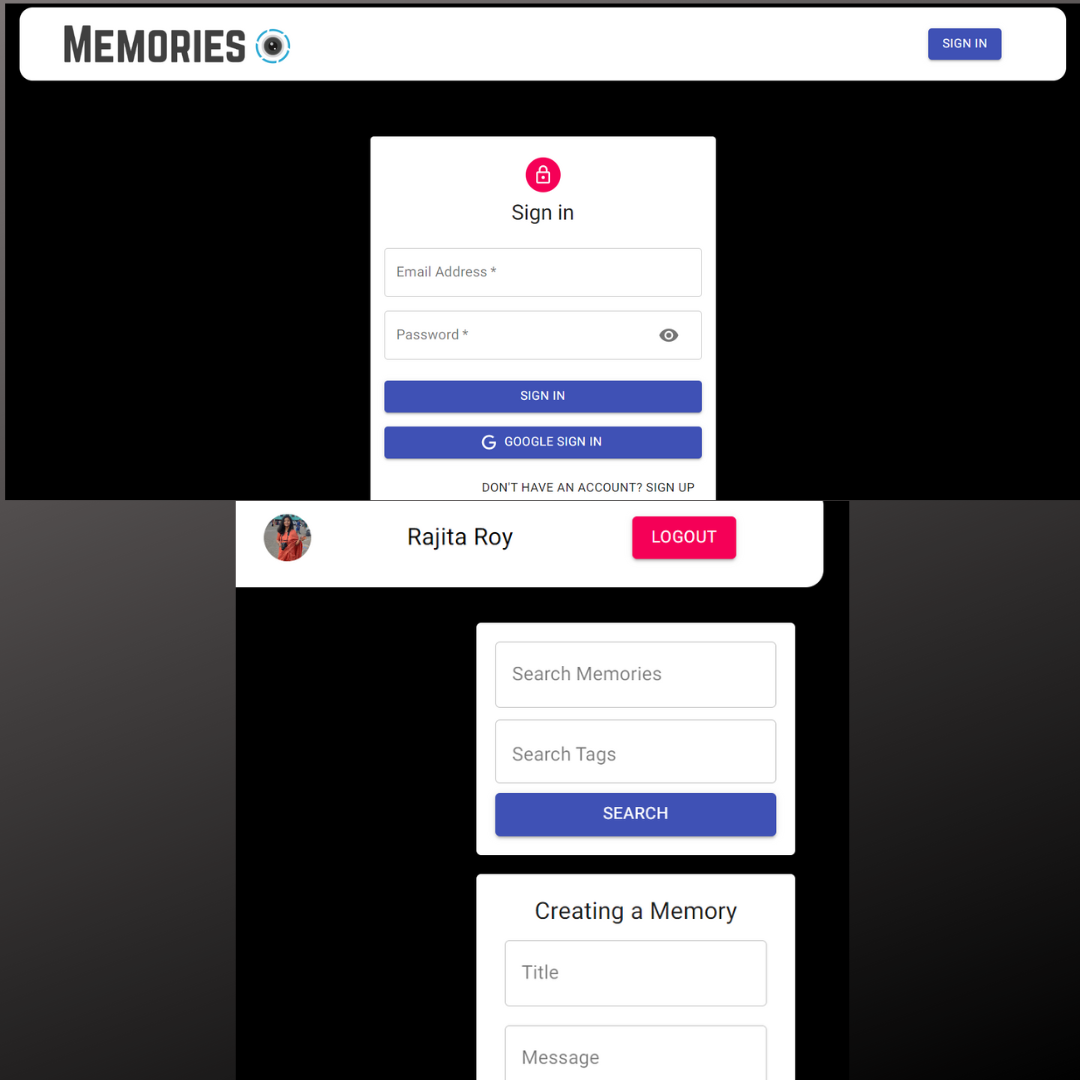 MEMORIES
SIGN IN
Sign in
Email Address *
Password *
SIGN IN
GOOGLE SIGN IN
DON'T HAVE AN ACCOUNT? SIGN UP
Rajita Roy
LOGOUT
Search Memories
Search Tags
SEARCH
Creating a Memory
Title
Message